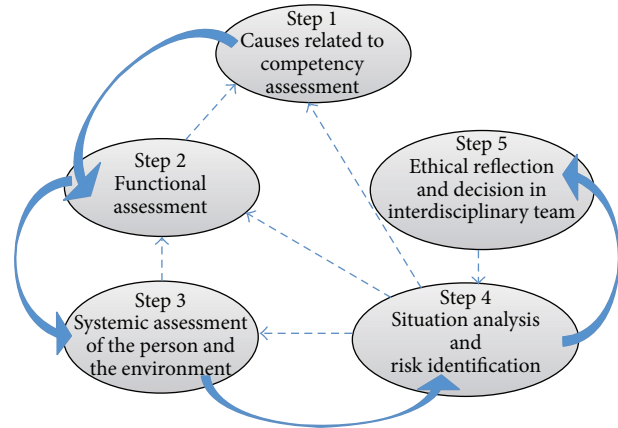 Step 1
Causes related to
competency
assessment
Step 2
Functional
assessment
Step 5
Ethical reflection
and decision in
interdisciplinary team
Step 3
Systemic assessment
of the person and
the environment
Step 4
Situation analysis
and
risk identification